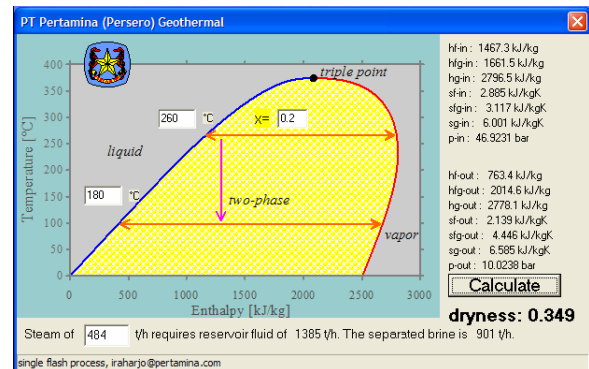 PT Pertamina (Persero) Geothermal
Temperature [°C]
400
350
300
250
200
150
100
50
0
triple point
260 °C x= 0.2
liquid
180 °C
two-phase
vapor
0 500 1000 1500 2000 2500 3000
Enthalpy [kJ/kg]
hf-in : 1467.3 kJ/kg
hfg-in : 1661.5 kJ/kg
hg-in : 2796.5 kJ/kg
sf-in : 2.885 kJ/kgK
sfg-in : 3.117 kJ/kgK
sg-in : 6.001 kJ/kgK
p-in : 46.9231 bar
hf-out : 763.4 kJ/kg
hfg-out : 2014.6 kJ/kg
hg-out : 2778.1 kJ/kg
sf-out : 2.139 kJ/kgK
sfg-out : 4.446 kJ/kgK
sg-out : 6.585 kJ/kgK
p-out : 10.0238 bar
Calculate
dryness: 0.349
Steam of 484 t/h requires reservoir fluid of 1385 t/h. The separated brine is 901 t/h.
single flash process, iraharjo@pertamina.com